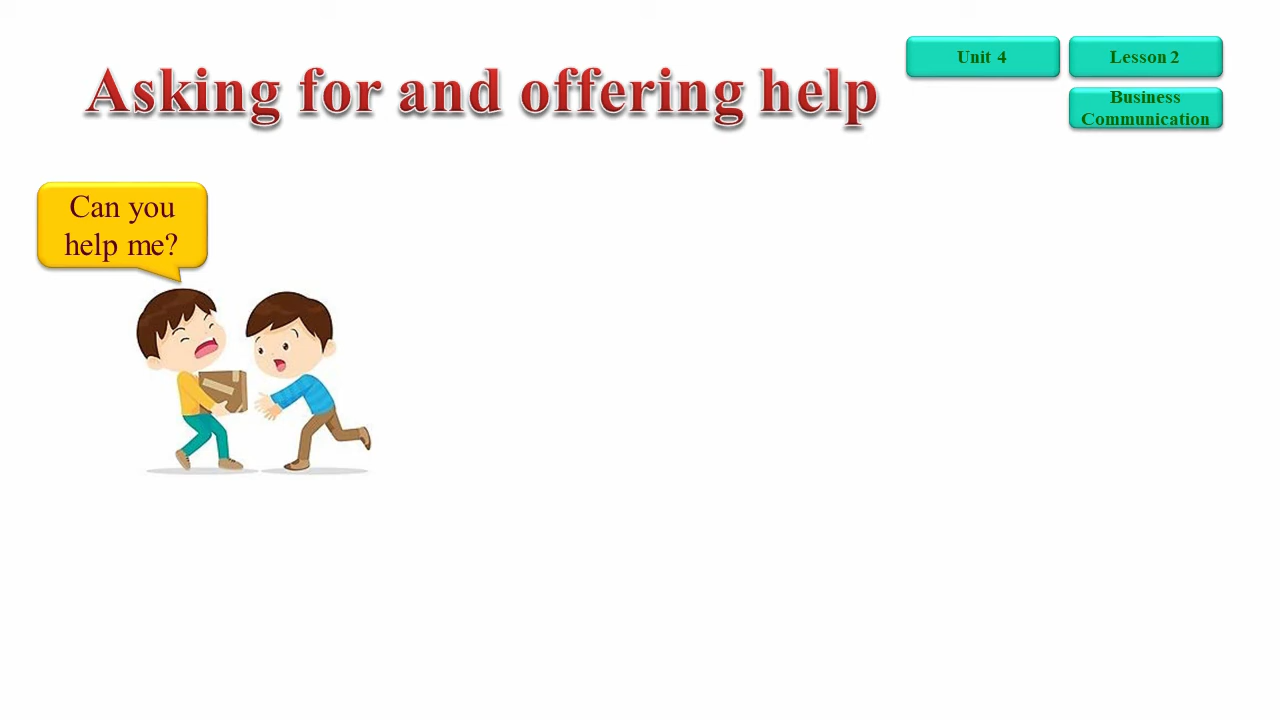 Asking for and offering help
Unit 4
Lesson 2
Business
Communication
Can you
help me?